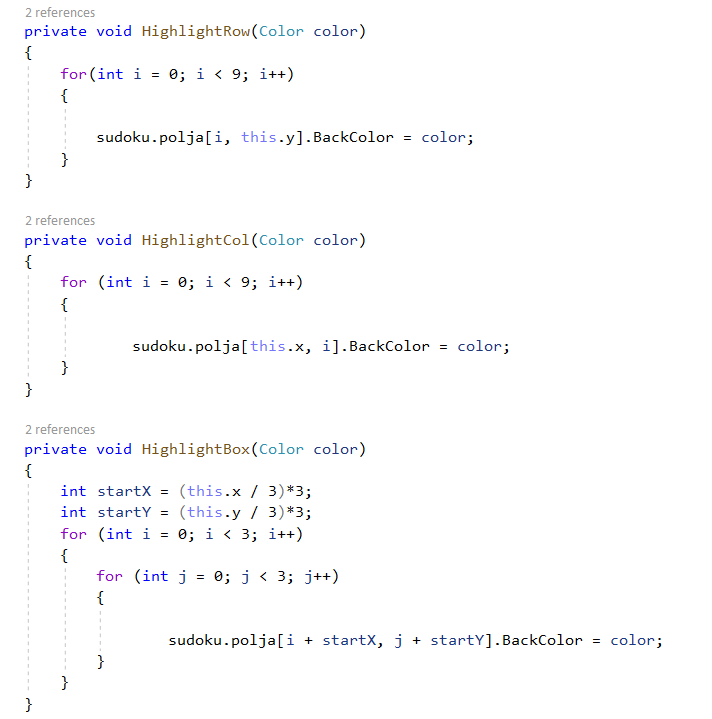 2 references
private void HighlightRow(Color color)
{
    for(int i = 0; i < 9; i++)
    {

        sudoku.polja[i, this.y].BackColor = color;
    }
}

2 references
private void HighlightCol(Color color)
{
    for (int i = 0; i < 9; i++)
    {

            sudoku.polja[this.x, i].BackColor = color;
    }
}

2 references
private void HighlightBox(Color color)
{
    int startX = (this.x / 3)*3;
    int startY = (this.y / 3)*3;
    for (int i = 0; i < 3; i++)
    {
        for (int j = 0; j < 3; j++)
        {

                sudoku.polja[i + startX, j + startY].BackColor = color;
        }
    }
}